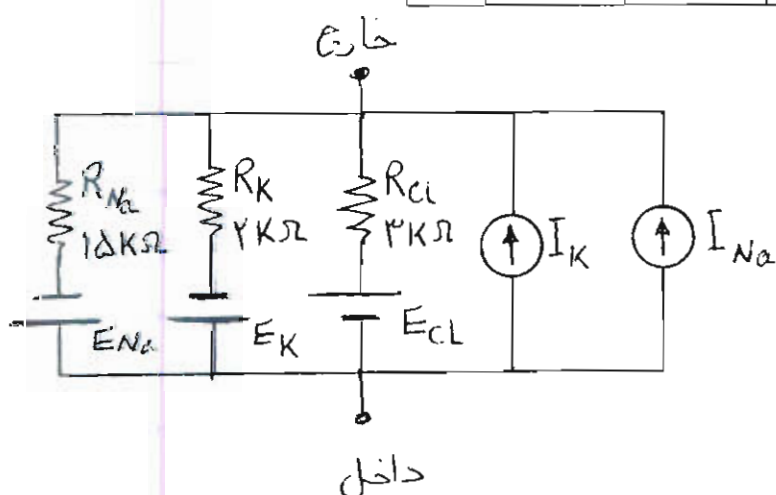 خارج
R_Na
۱۵KΩ
R_K
۲KΩ
R_Cl
۳KΩ
I_K
I_Na
E_Na
E_K
E_CL
داخل